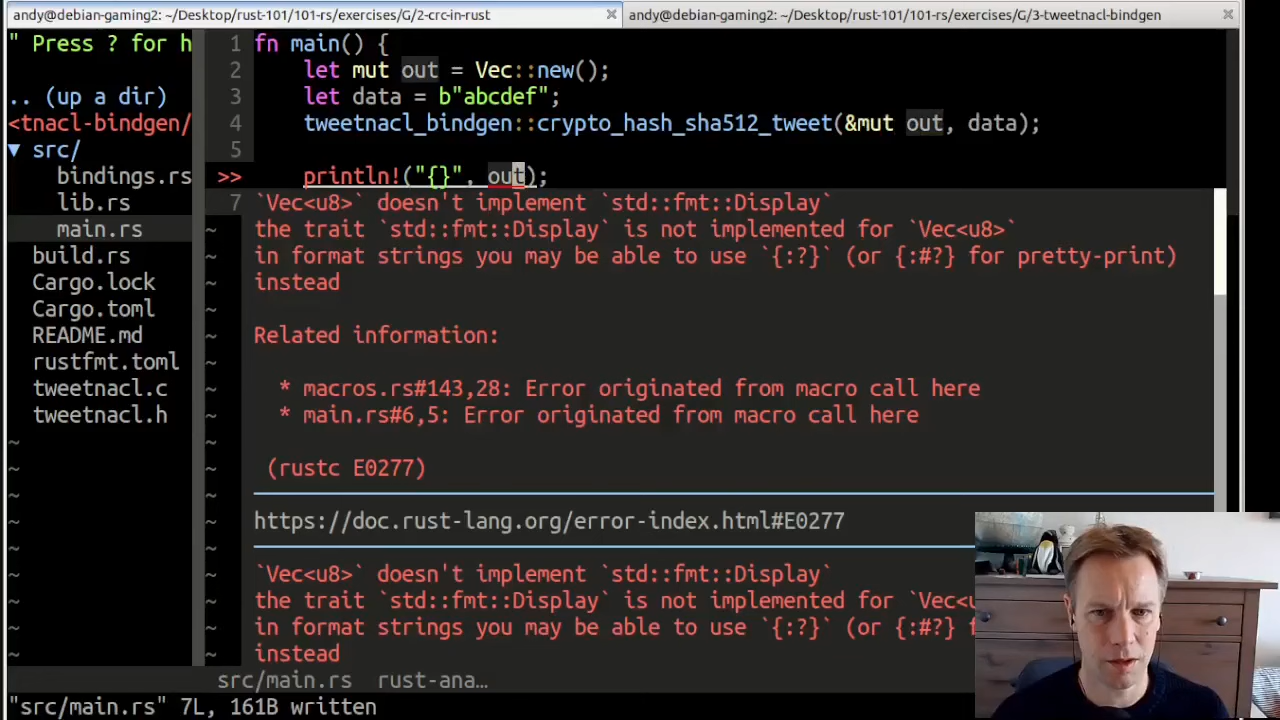 andy@debian-gaming2: ~/Desktop/rust-101/101-rs/exercises/G/2-crc-in-rust
andy@debian-gaming2: ~/Desktop/rust-101/101-rs/exercises/G/3-tweetnacl-bindgen
" Press ? for h
.. (up a dir)
<tnacl-bindgen/
▼ src/
bindings.rs
lib.rs
main.rs
build.rs
Cargo.lock
Cargo.toml
README.md
rustfmt.toml
tweetnacl.c
tweetnacl.h
~
~
~
~
~
~
~
~
~
1 fn main() {
2     let mut out = Vec::new();
3     let data = b"abcdef";
4     tweetnacl_bindgen::crypto_hash_sha512_tweet(&mut out, data);
5
>>     println!("{}", out);
7 `Vec<u8>` doesn't implement `std::fmt::Display`
~ the trait `std::fmt::Display` is not implemented for `Vec<u8>`
~ in format strings you may be able to use `{:?}` (or {:#?} for pretty-print)
~ instead
~
~ Related information:
~
~   * macros.rs#143,28: Error originated from macro call here
~   * main.rs#6,5: Error originated from macro call here
~
~  (rustc E0277)
~
~ https://doc.rust-lang.org/error-index.html#E0277
~
~ `Vec<u8>` doesn't implement `std::fmt::Display`
~ the trait `std::fmt::Display` is not implemented for `Vec<u
~ in format strings you may be able to use `{:?}` (or {:#?} f
~ instead
src/main.rs  rust-ana…
"src/main.rs" 7L, 161B written